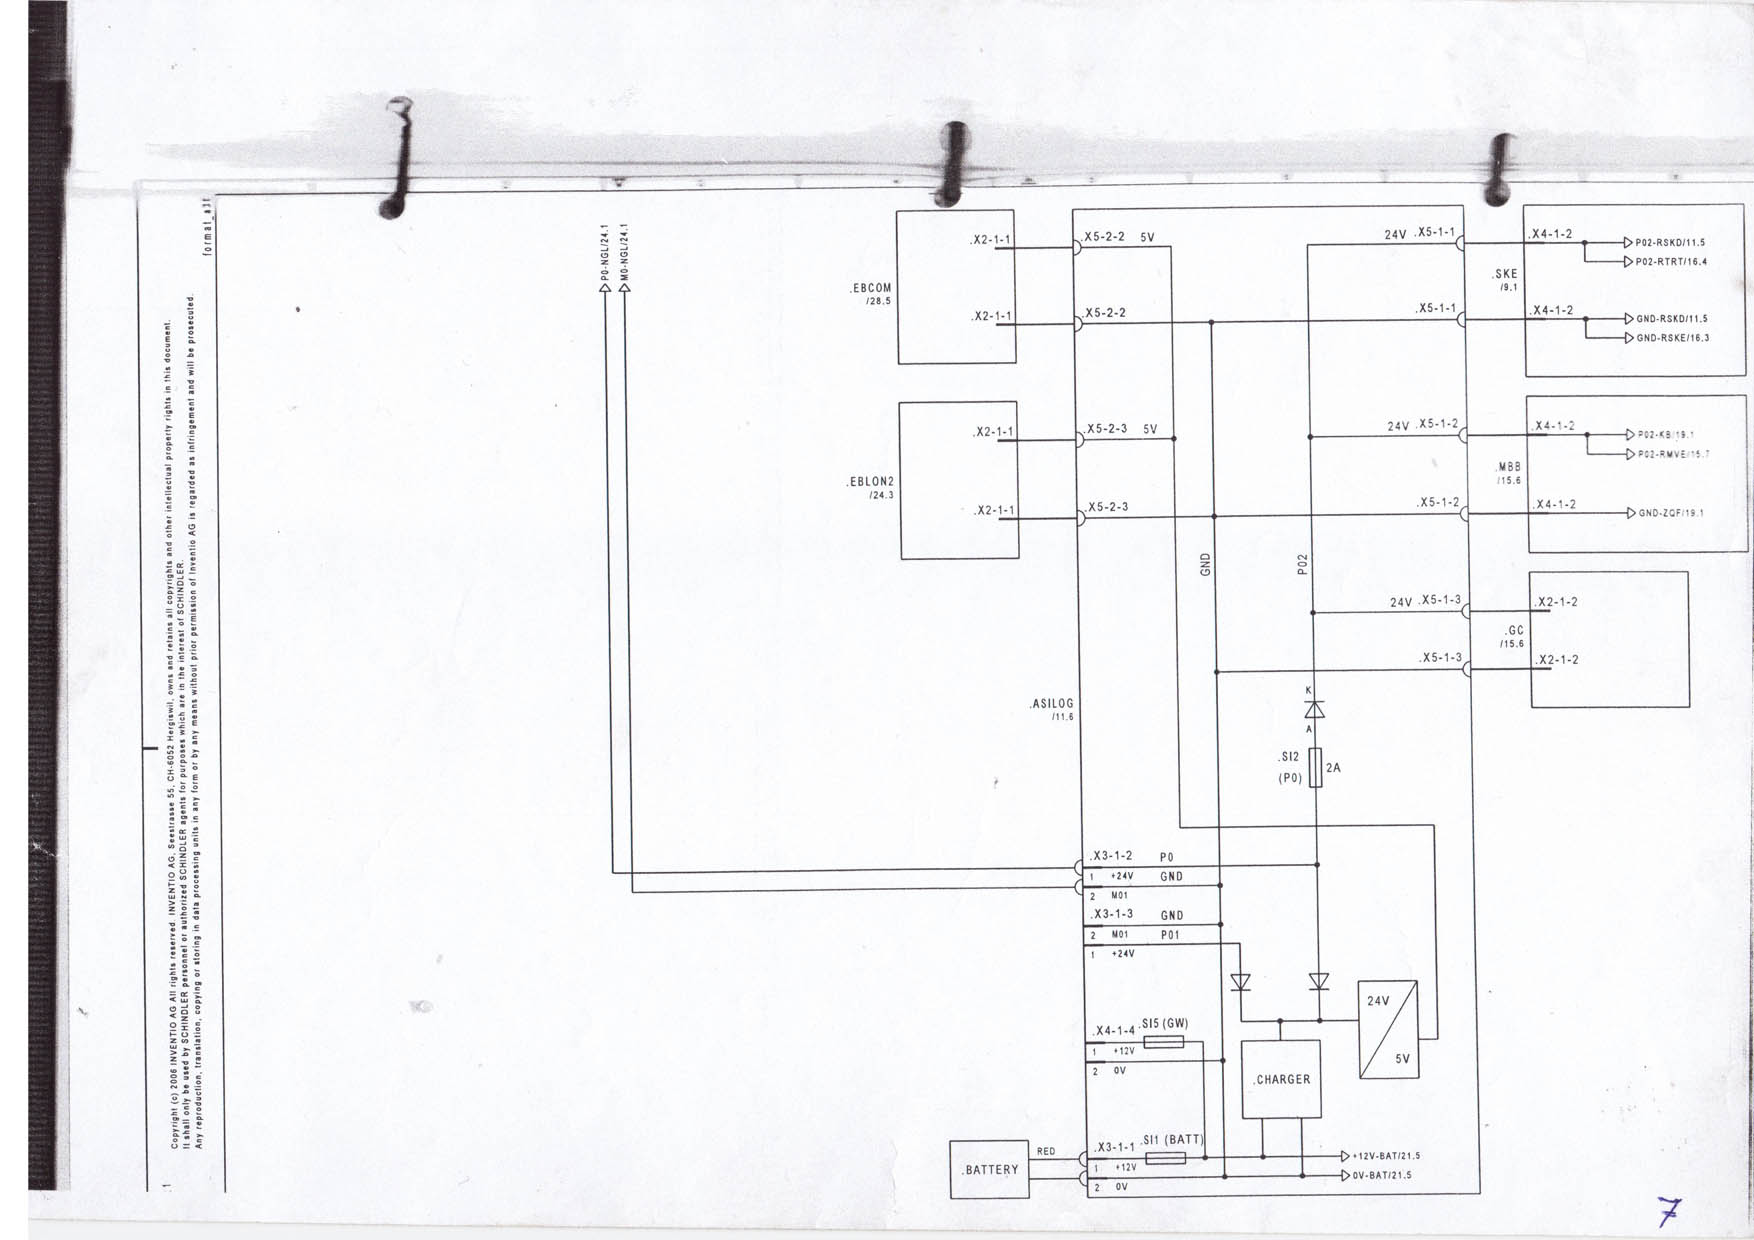 Copyright (c) 2006 INVENTIO AG All rights reserved. INVENTIO AG, Seestrasse 55, CH-6052 Hergiswil, owns and retains all copyrights and other intellectual property rights in this document.
It shall only be used by SCHINDLER personnel or authorized SCHINDLER agents for purposes which are in the interest of SCHINDLER.
Any reproduction, translation, copying or storing in data processing units in any form or by any means without prior permission of Inventio AG is regarded as infringement and will be prosecuted.
format_a3f
P0-NGL/24.1
M0-NGL/24.1
.EBCOM
/28.5
.X2-1-1
.X2-1-1
.X5-2-2 5V
.X5-2-2
.EBLON2
/24.3
.X2-1-1
.X2-1-1
.X5-2-3 5V
.X5-2-3
24V .X5-1-1
.X5-1-1
.SKE
/9.1
.X4-1-2
P02-RSKD/11.5
P02-RTRT/16.4
.X4-1-2
GND-RSKD/11.5
GND-RSKE/16.3
24V .X5-1-2
.X5-1-2
.MBB
/15.6
.X4-1-2
P02-KB/19.1
P02-RMVE/15.7
.X4-1-2
GND-ZQF/19.1
GND
P02
24V .X5-1-3
.X5-1-3
.GC
/15.6
.X2-1-2
.X2-1-2
.ASILOG
/11.6
K
A
.SI2
(P0)
2A
.X3-1-2 P0
1 +24V GND
2 M01
.X3-1-3 GND
2 M01 P01
1 +24V
.X4-1-4 .SI5 (GW)
1 +12V
2 0V
24V
5V
.CHARGER
.BATTERY
RED
.X3-1-1 .SI1 (BATT)
1 +12V
2 0V
+12V-BAT/21.5
0V-BAT/21.5
.1
7